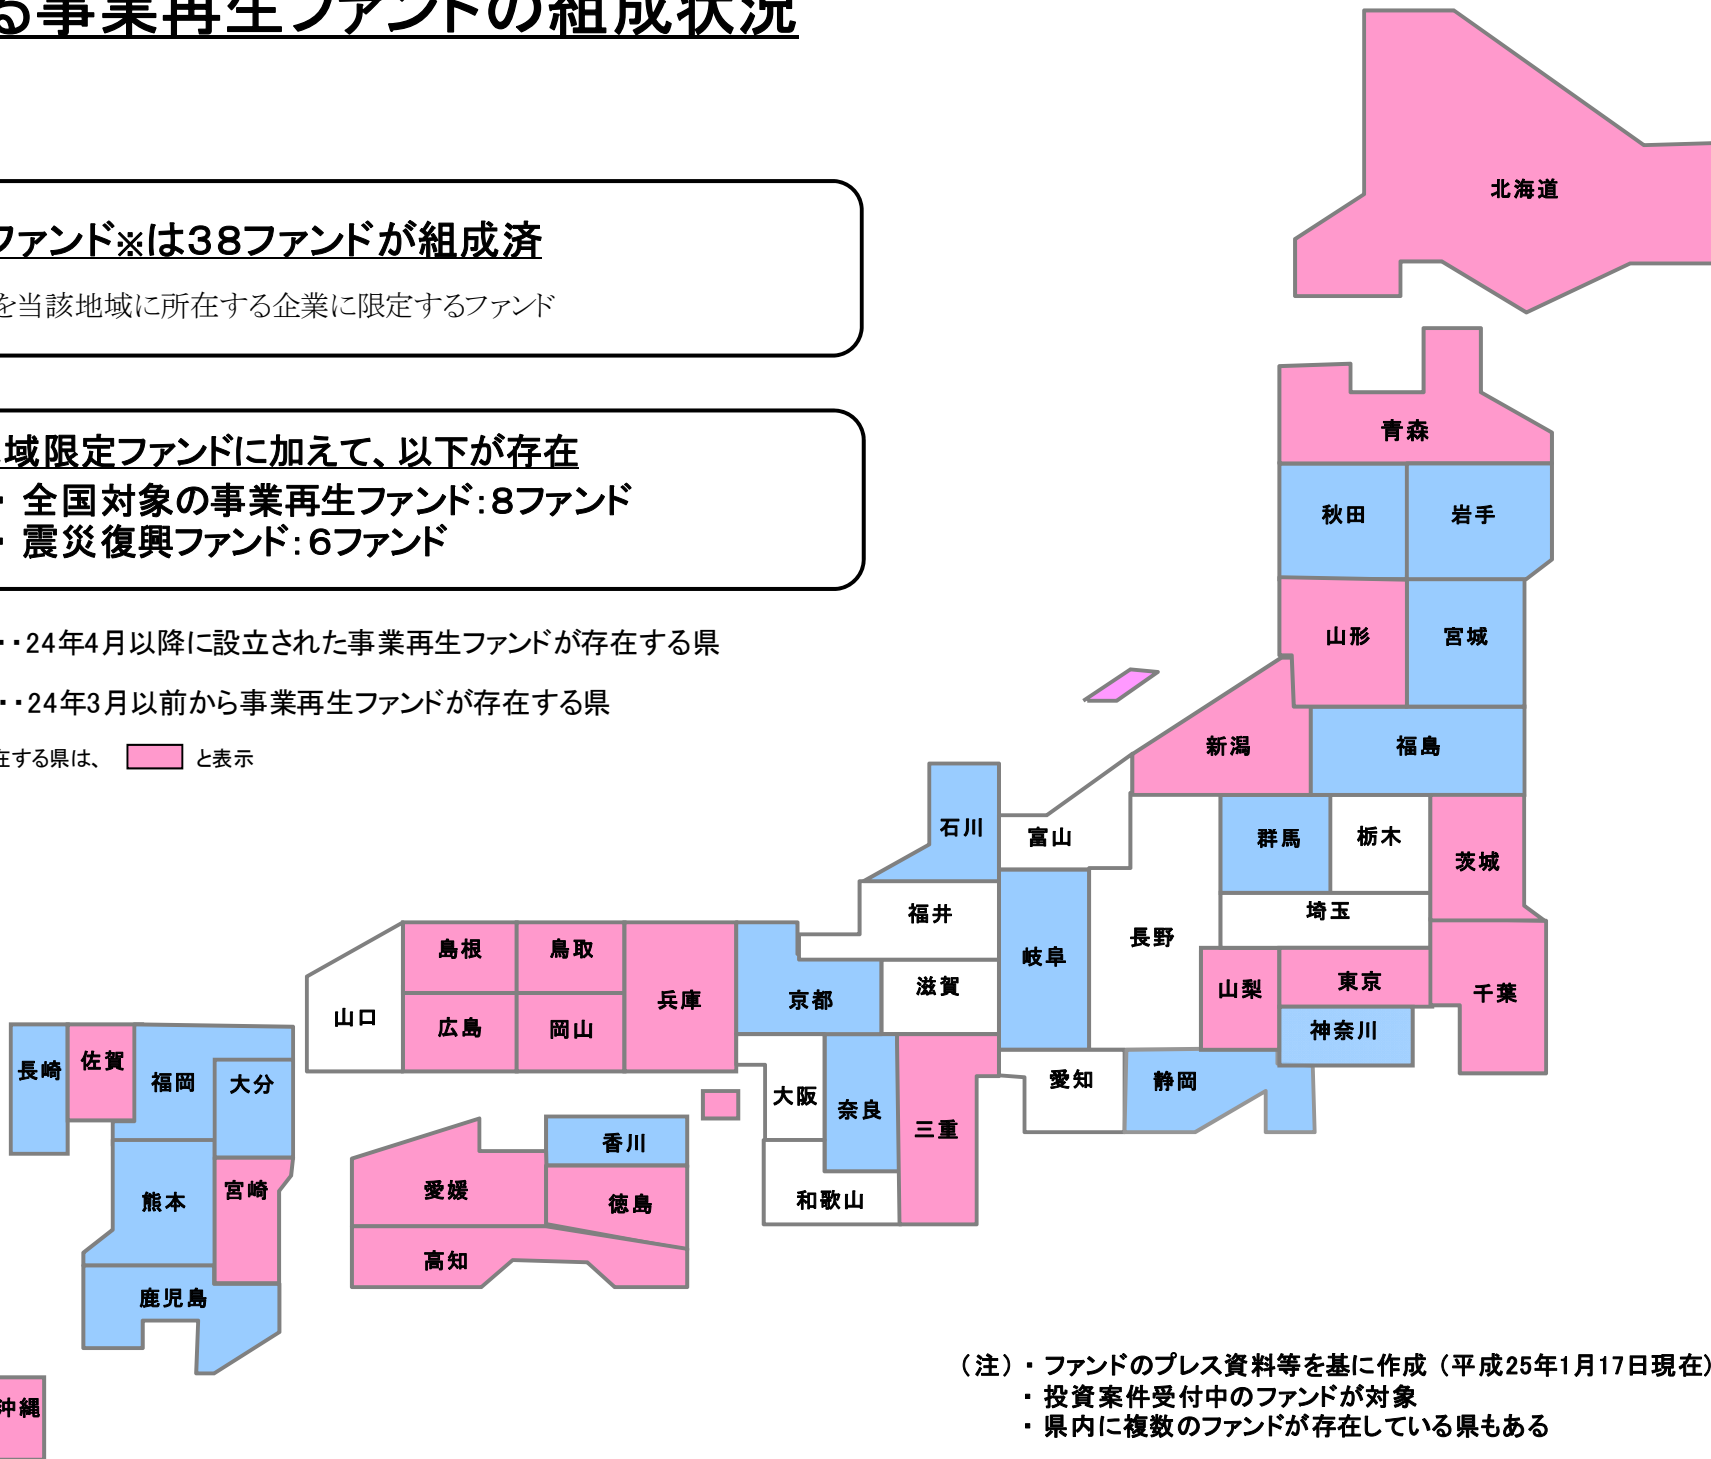 る事業再生ファンドの組成状況
ファンド※は38ファンドが組成済
を当該地域に所在する企業に限定するファンド
域限定ファンドに加えて、以下が存在
・ 全国対象の事業再生ファンド:8ファンド
・ 震災復興ファンド:6ファンド
・・24年4月以降に設立された事業再生ファンドが存在する県
・・24年3月以前から事業再生ファンドが存在する県
在する県は、 と表示
北海道
青森
秋田 岩手
山形 宮城
新潟 福島
石川 富山 群馬 栃木 茨城
福井 岐阜 長野 埼玉
島根 鳥取 兵庫 京都 滋賀 山梨 東京 千葉
山口 広島 岡山 神奈川
長崎 佐賀 福岡 大分 大阪 奈良 三重 愛知 静岡
香川
熊本 宮崎 愛媛 徳島 和歌山
高知
鹿児島
沖縄
(注)・ ファンドのプレス資料等を基に作成 (平成25年1月17日現在)
・ 投資案件受付中のファンドが対象
・ 県内に複数のファンドが存在している県もある